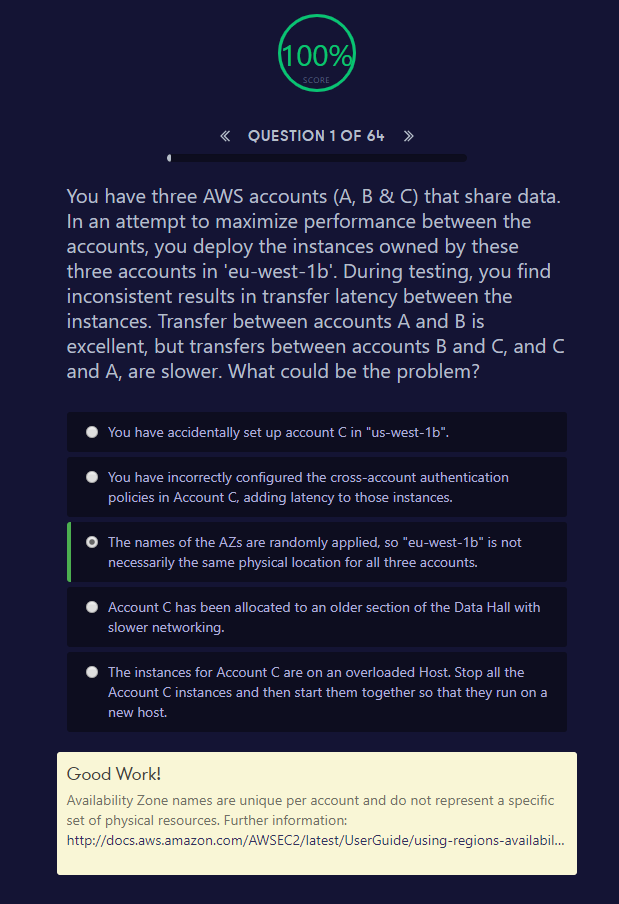 100%
SCORE
« QUESTION 1 OF 64 »
You have three AWS accounts (A, B & C) that share data.
In an attempt to maximize performance between the
accounts, you deploy the instances owned by these
three accounts in 'eu-west-1b'. During testing, you find
inconsistent results in transfer latency between the
instances. Transfer between accounts A and B is
excellent, but transfers between accounts B and C, and C
and A, are slower. What could be the problem?
You have accidentally set up account C in "us-west-1b".
You have incorrectly configured the cross-account authentication
policies in Account C, adding latency to those instances.
The names of the AZs are randomly applied, so "eu-west-1b" is not
necessarily the same physical location for all three accounts.
Account C has been allocated to an older section of the Data Hall with
slower networking.
The instances for Account C are on an overloaded Host. Stop all the
Account C instances and then start them together so that they run on a
new host.
Good Work!
Availability Zone names are unique per account and do not represent a specific
set of physical resources. Further information:
http://docs.aws.amazon.com/AWSEC2/latest/UserGuide/using-regions-availabil...